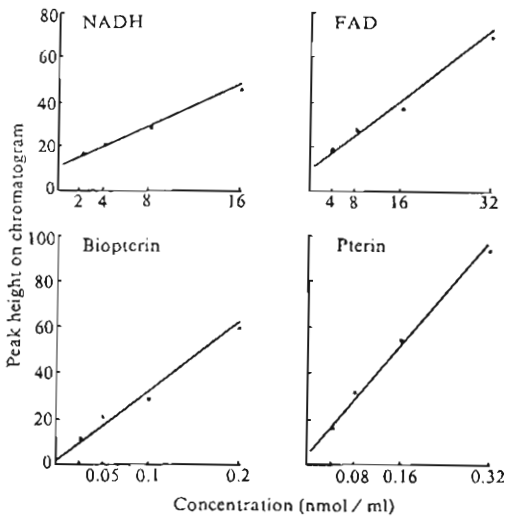 Peak height on chromatogram
NADH
80
60
40
20
0
2 4 8 16
FAD
4 8 16 32
Biopterin
100
80
60
40
20
0
0.05 0.1 0.2
Pterin
0.08 0.16 0.32
Concentration (nmol / ml)